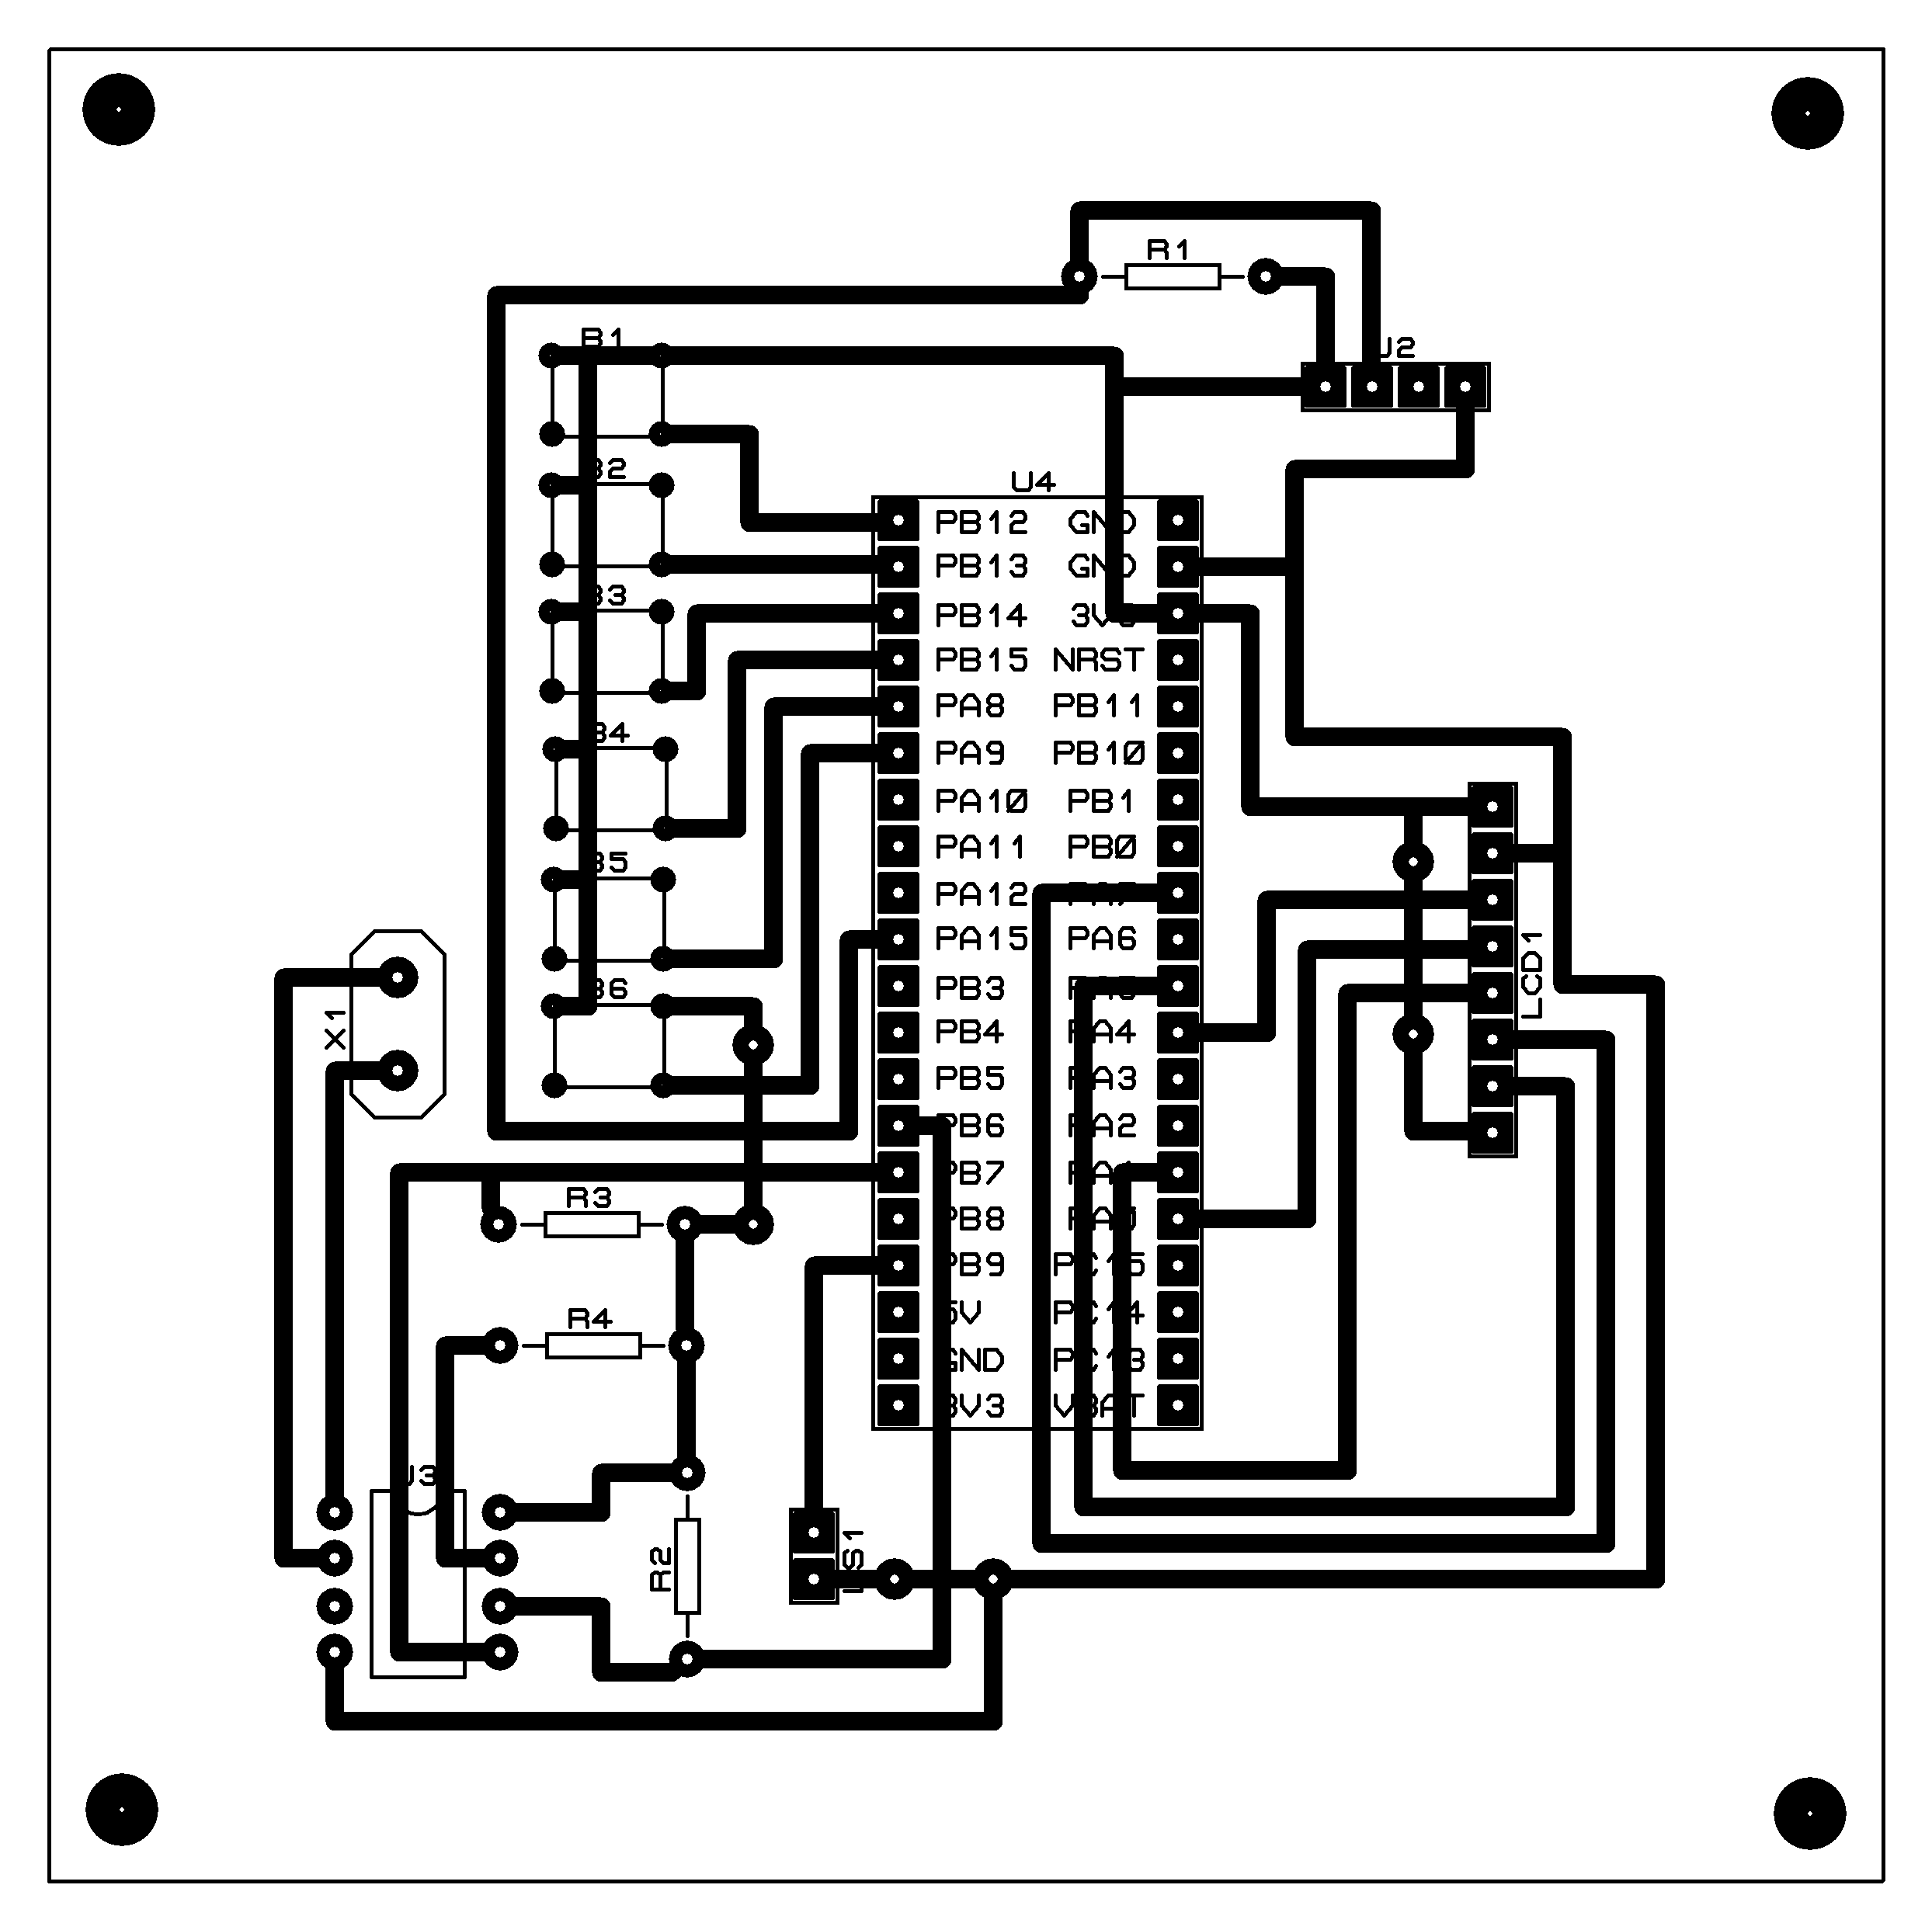 R1
B1
J2
B2
U4
PB12 GND
PB13 GND
B3
PB14 3V3
PB15 NRST
PA8 PB11
B4
PA9 PB10
PA10 PB1
PA11 PB0
B5
PA12 PA7
PA15 PA6
LCD1
B6
PB3 PA5
X1
PB4 PA4
PB5 PA3
PB6 PA2
PB7 PA1
R3
PB8 PA0
PB9 PC15
R4
5V PC14
GND PC13
3V3 VBAT
U3
R2